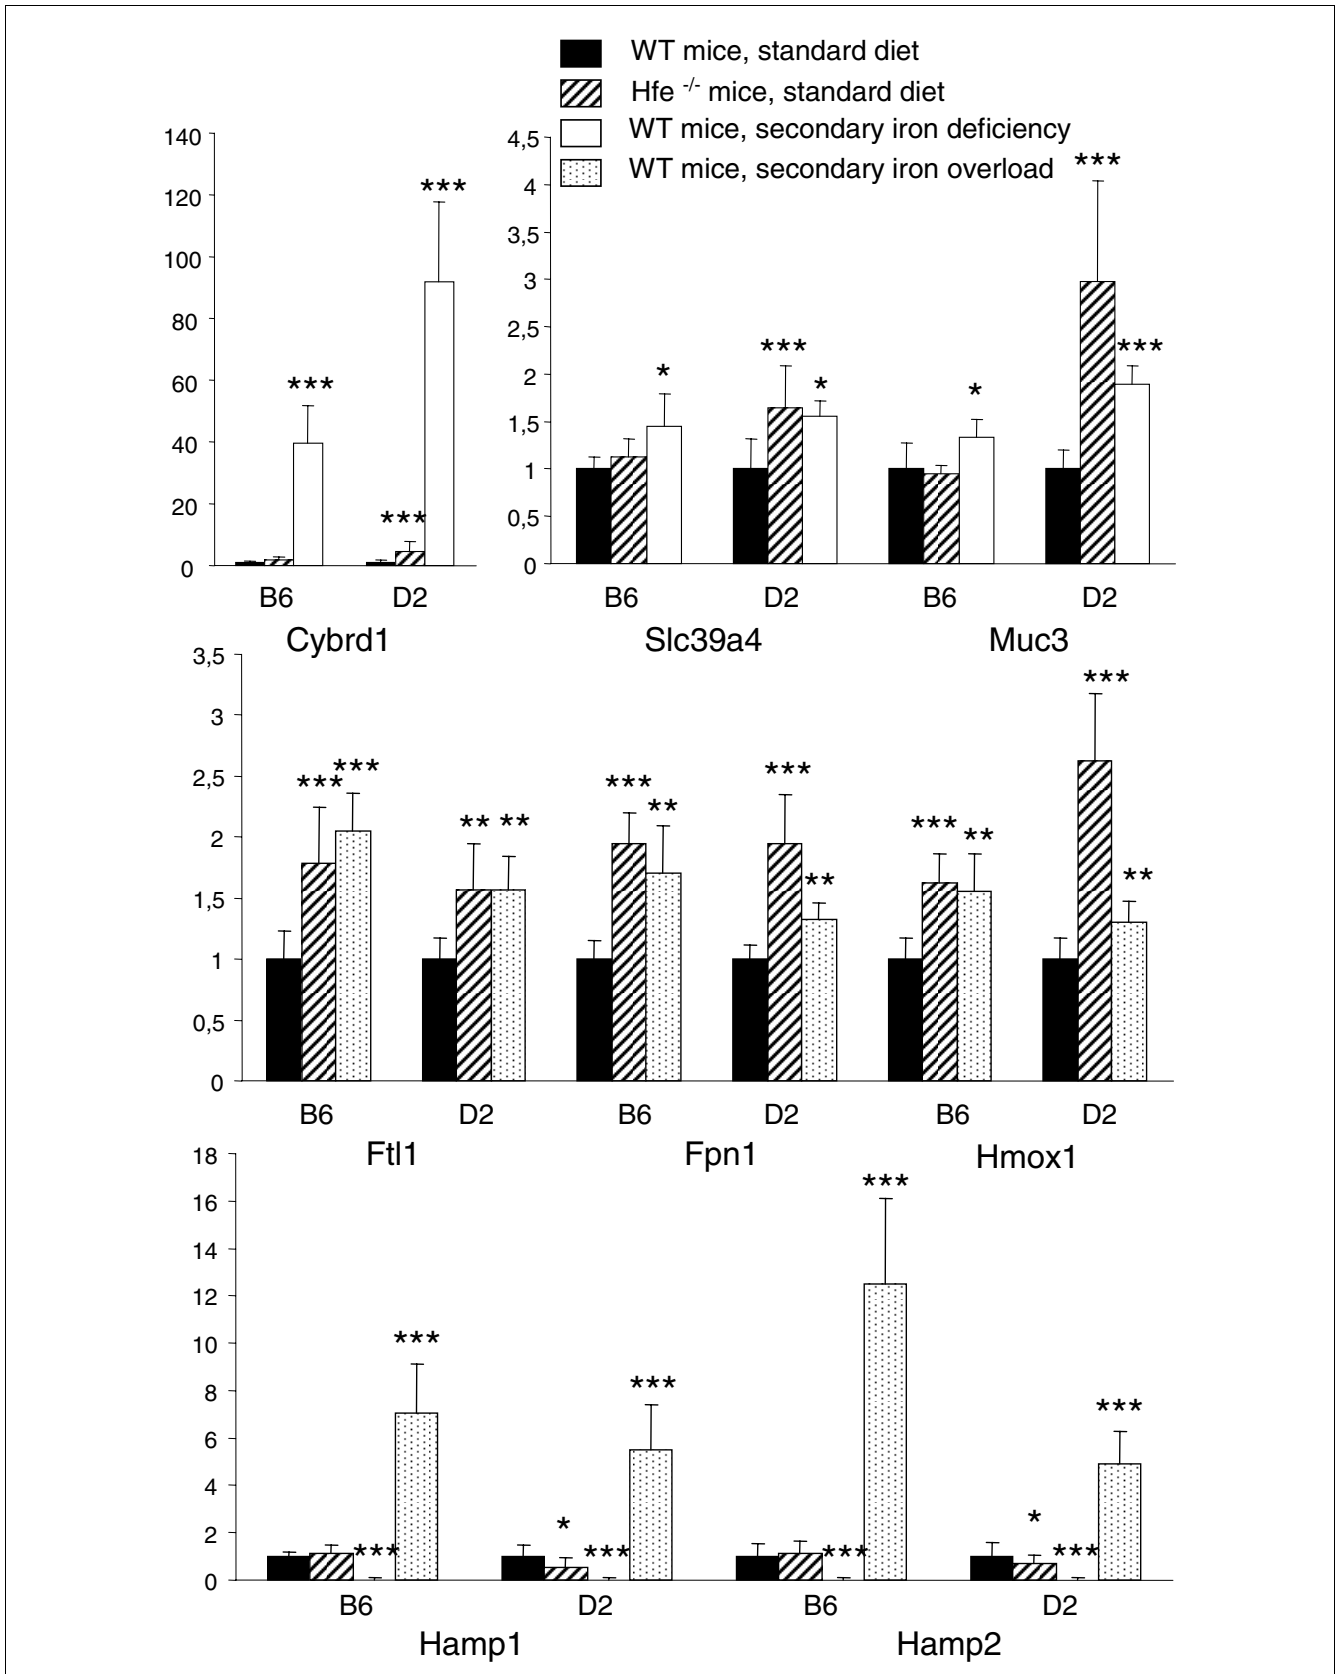 WT mice, standard diet
Hfe -/- mice, standard diet
WT mice, secondary iron deficiency
WT mice, secondary iron overload
140
120
100
80
60
40
20
0
***
***
***
B6 D2
Cybrd1
4,5
4
3,5
3
2,5
2
1,5
1
0,5
0
* *** * * *** ***
B6 D2 B6 D2
Slc39a4 Muc3
3,5
3
2,5
2
1,5
1
0,5
0
*** *** ** ** *** ** *** ** *** ** *** **
B6 D2 B6 D2 B6 D2
Ftl1 Fpn1 Hmox1
18
16
14
12
10
8
6
4
2
0
*** *** * *** *** *** *** * *** ***
B6 D2 B6 D2
Hamp1 Hamp2